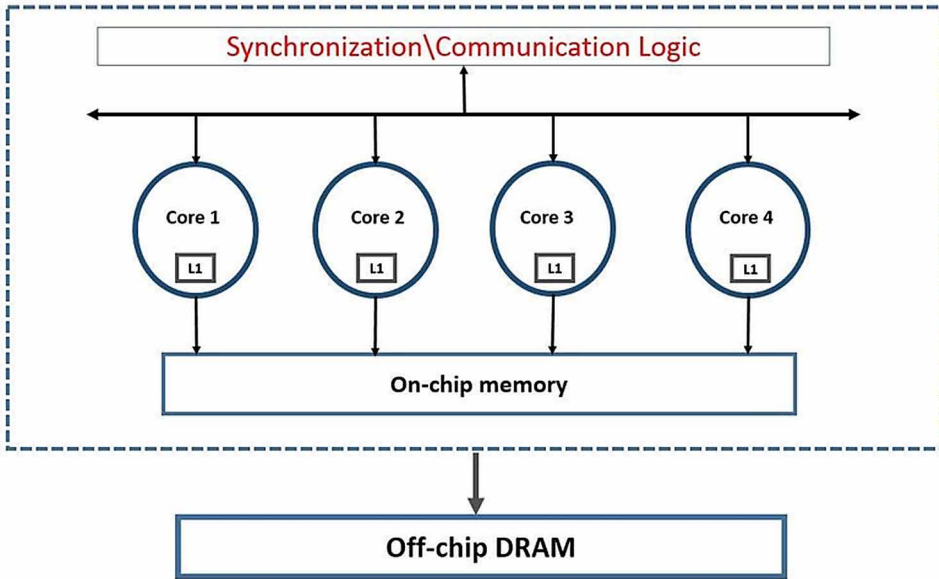 Synchronization\Communication Logic
Core 1
Core 2
Core 3
Core 4
L1
L1
L1
L1
On-chip memory
Off-chip DRAM